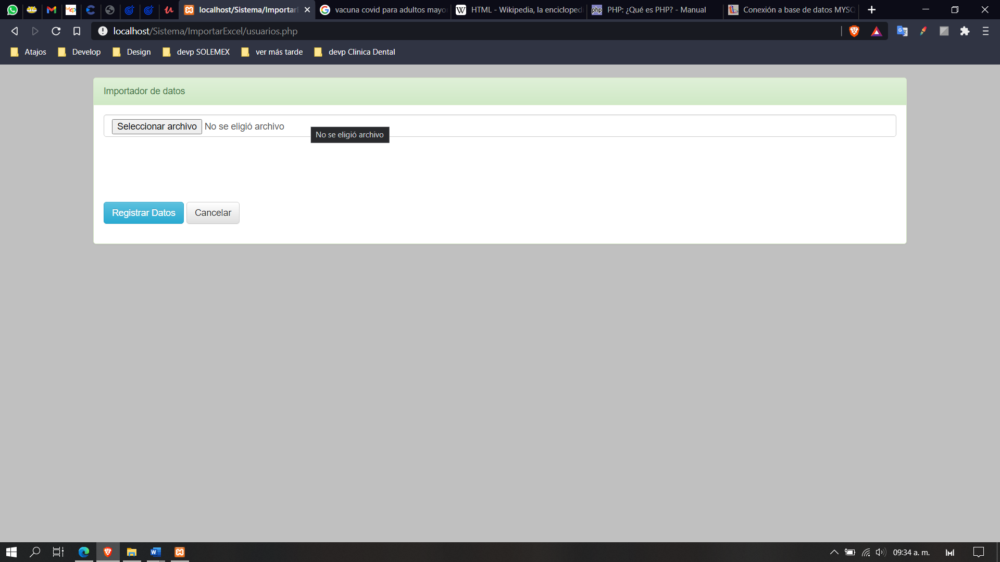 localhost/Sistema/Importarl
vacuna covid para adultos mayo
HTML - Wikipedia, la encicloped
php PHP: ¿Qué es PHP? - Manual
Conexión a base de datos MYSQ
localhost/Sistema/ImportarExcel/usuarios.php
Atajos
Develop
Design
devp SOLEMEX
ver más tarde
devp Clinica Dental
Importador de datos
Seleccionar archivo No se eligió archivo
No se eligió archivo
Registrar Datos
Cancelar
09:34 a. m.